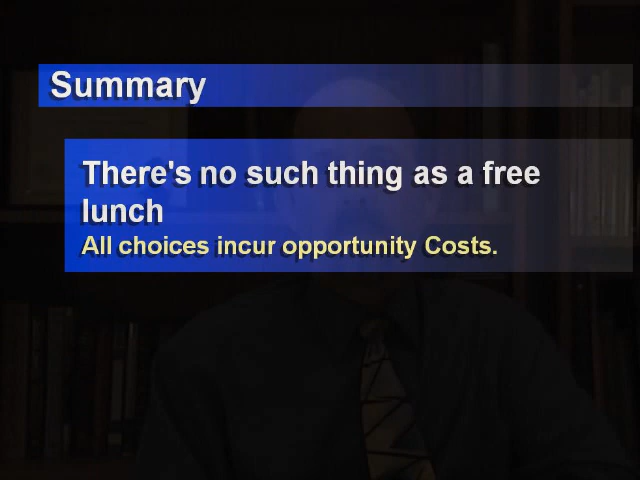 Summary
There's no such thing as a free
lunch
All choices incur opportunity Costs.